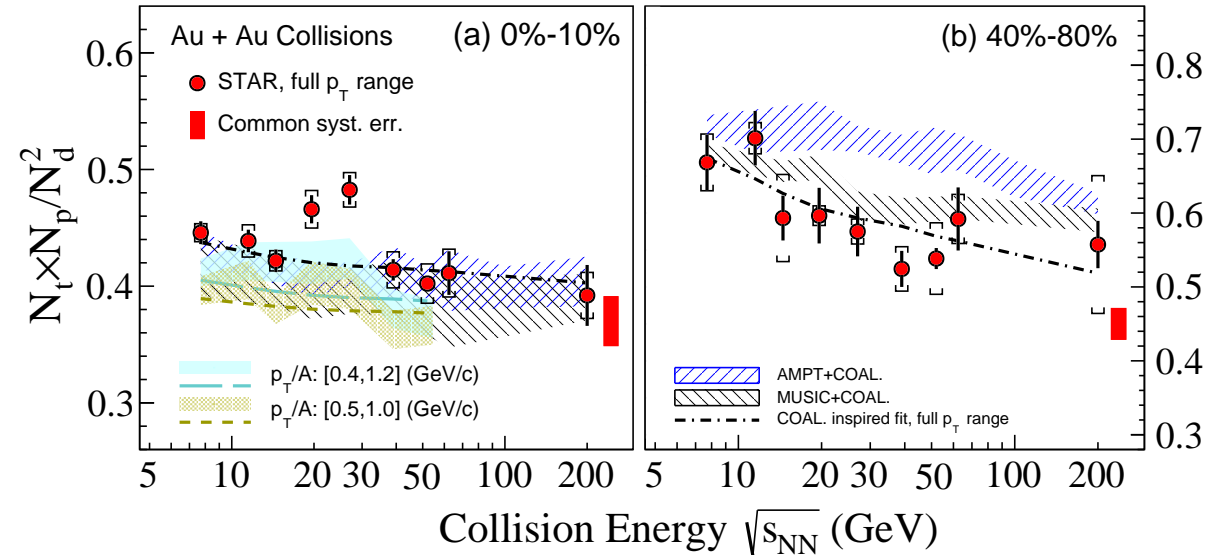 Au + Au Collisions
(a) 0%-10%
STAR, full p_T range
Common syst. err.
N_t×N_p/N_d^2
0.6
0.5
0.4
0.3
p_T/A: [0.4,1.2] (GeV/c)
p_T/A: [0.5,1.0] (GeV/c)
5 10 20 30 100 200
(b) 40%-80%
0.8
0.7
0.6
0.5
0.4
0.3
AMPT+COAL.
MUSIC+COAL.
COAL. inspired fit, full p_T range
5 10 20 30 100 200
Collision Energy √s_NN (GeV)